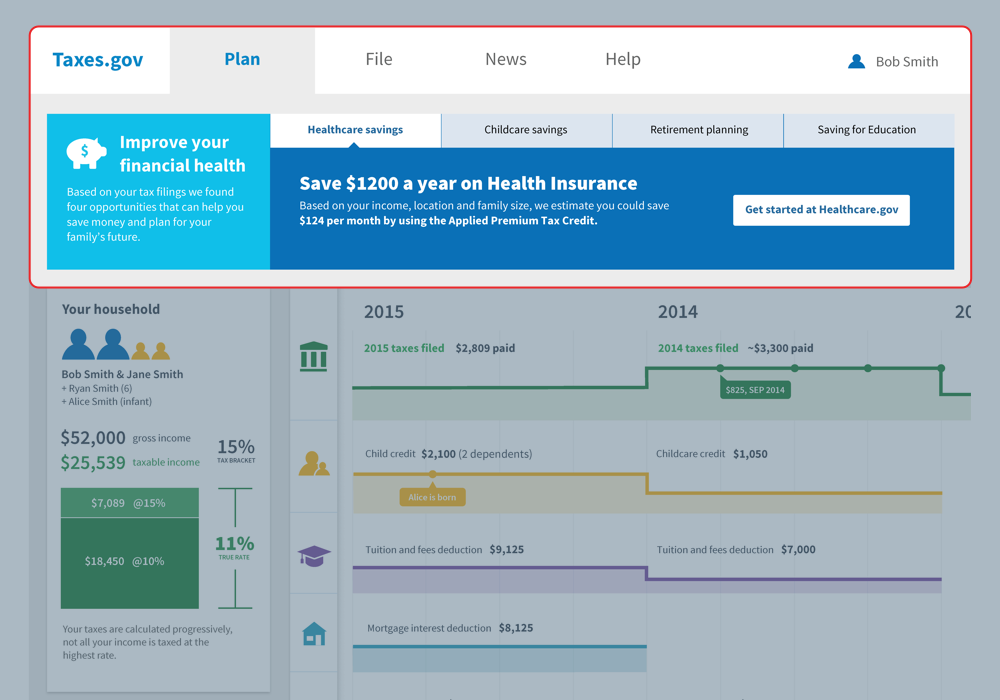 Taxes.gov
Plan
File
News
Help
Bob Smith
$
Improve your
financial health
Based on your tax filings we found
four opportunities that can help you
save money and plan for your
family's future.
Healthcare savings
Childcare savings
Retirement planning
Saving for Education
Save $1200 a year on Health Insurance
Based on your income, location and family size, we estimate you could save
$124 per month by using the Applied Premium Tax Credit.
Get started at Healthcare.gov
Your household
Bob Smith & Jane Smith
+ Ryan Smith (6)
+ Alice Smith (infant)
$52,000 gross income
$25,539 taxable income
15%
TAX BRACKET
$7,089 @15%
$18,450 @10%
11%
TRUE RATE
Your taxes are calculated progressively,
not all your income is taxed at the
highest rate.
2015
2014
20
2015 taxes filed $2,809 paid
2014 taxes filed ~$3,300 paid
$825, SEP 2014
Child credit $2,100 (2 dependents)
Childcare credit $1,050
Alice is born
Tuition and fees deduction $9,125
Tuition and fees deduction $7,000
Mortgage interest deduction $8,125